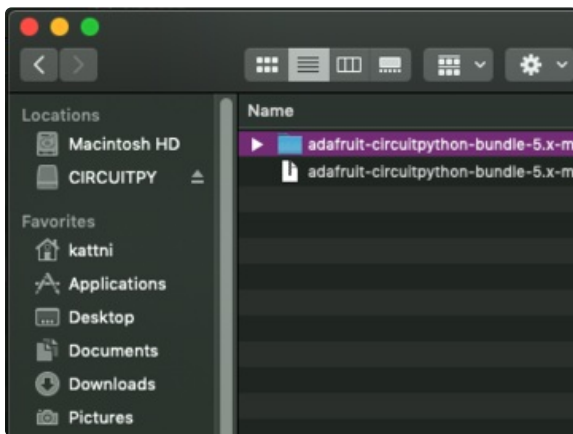 Name
Locations
Macintosh HD
CIRCUITPY
Favorites
kattni
Applications
Desktop
Documents
Downloads
Pictures
adafruit-circuitpython-bundle-5.x-m
adafruit-circuitpython-bundle-5.x-m